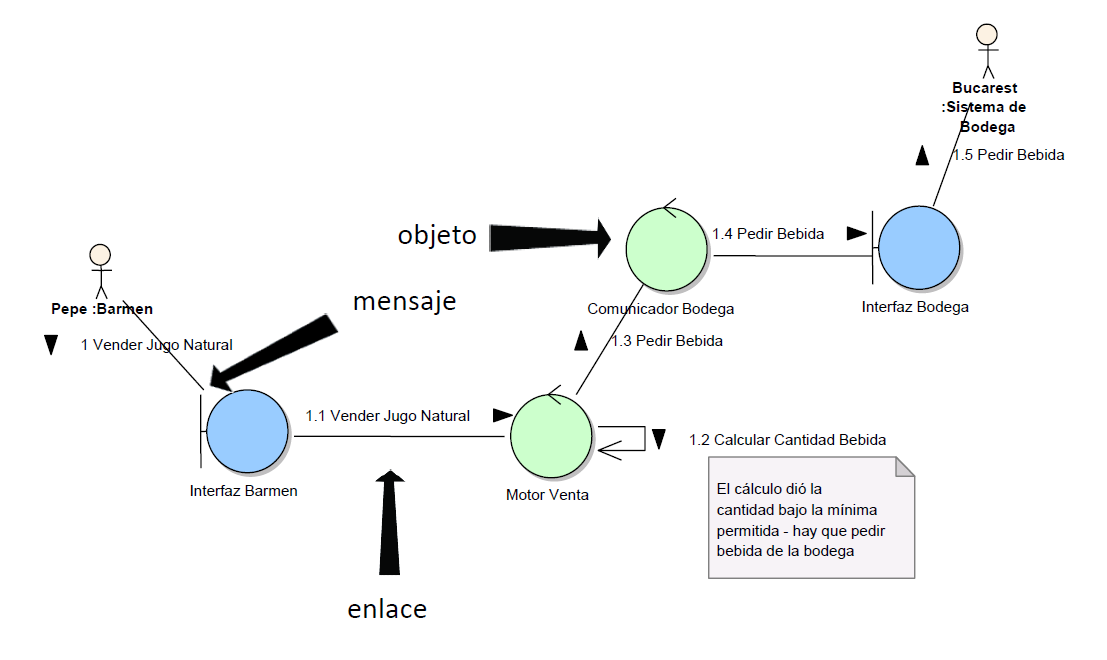 Bucarest
:Sistema de
Bodega
1.5 Pedir Bebida
objeto
1.4 Pedir Bebida
mensaje
Pepe :Barmen
Comunicador Bodega
Interfaz Bodega
1 Vender Jugo Natural
1.3 Pedir Bebida
1.1 Vender Jugo Natural
1.2 Calcular Cantidad Bebida
Interfaz Barmen
Motor Venta
El cálculo dió la
cantidad bajo la mínima
permitida - hay que pedir
bebida de la bodega
enlace